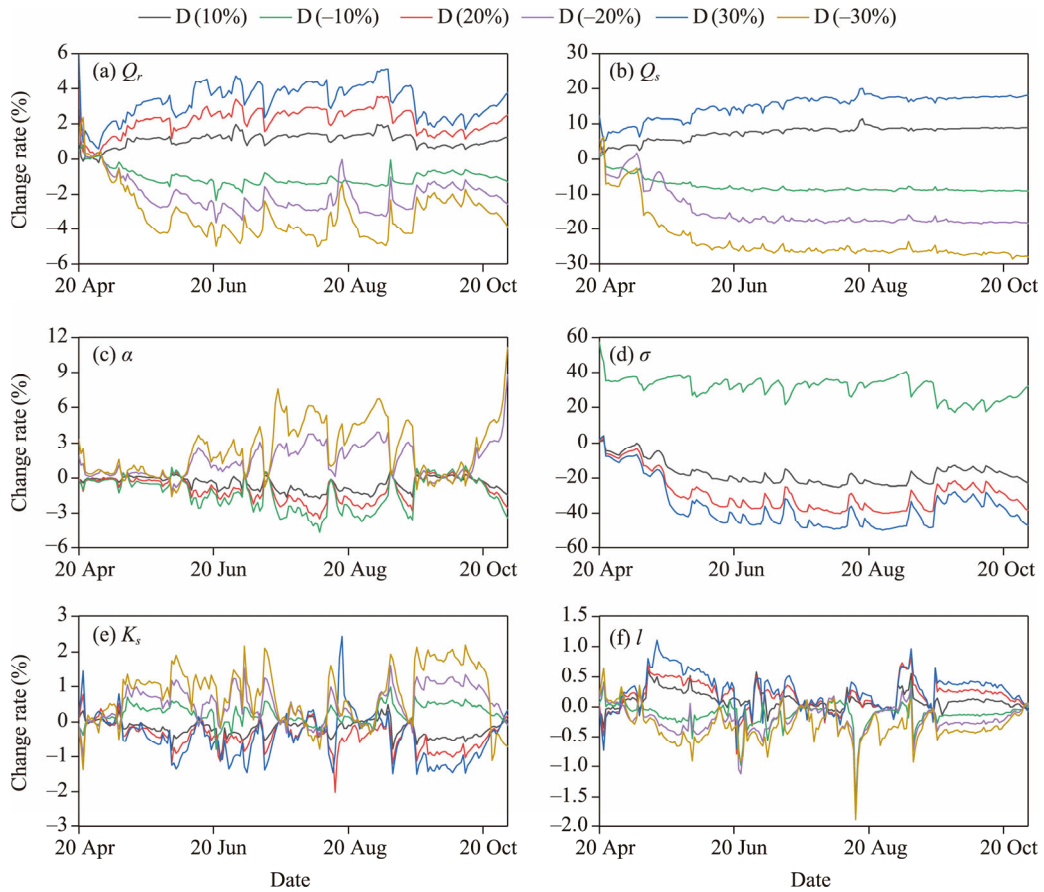 D (10%) D (–10%) D (20%) D (–20%) D (30%) D (–30%)
(a) Qr
(b) Qs
Change rate (%)
6
4
2
0
–2
–4
–6
30
20
10
0
–10
–20
–30
20 Apr 20 Jun 20 Aug 20 Oct
20 Apr 20 Jun 20 Aug 20 Oct
(c) α
(d) σ
Change rate (%)
12
9
6
3
0
–3
–6
60
40
20
0
–20
–40
–60
20 Apr 20 Jun 20 Aug 20 Oct
20 Apr 20 Jun 20 Aug 20 Oct
(e) Ks
(f) l
Change rate (%)
3
2
1
0
–1
–2
–3
1.5
1.0
0.5
0.0
–0.5
–1.0
–1.5
–2.0
20 Apr 20 Jun 20 Aug 20 Oct
20 Apr 20 Jun 20 Aug 20 Oct
Date
Date